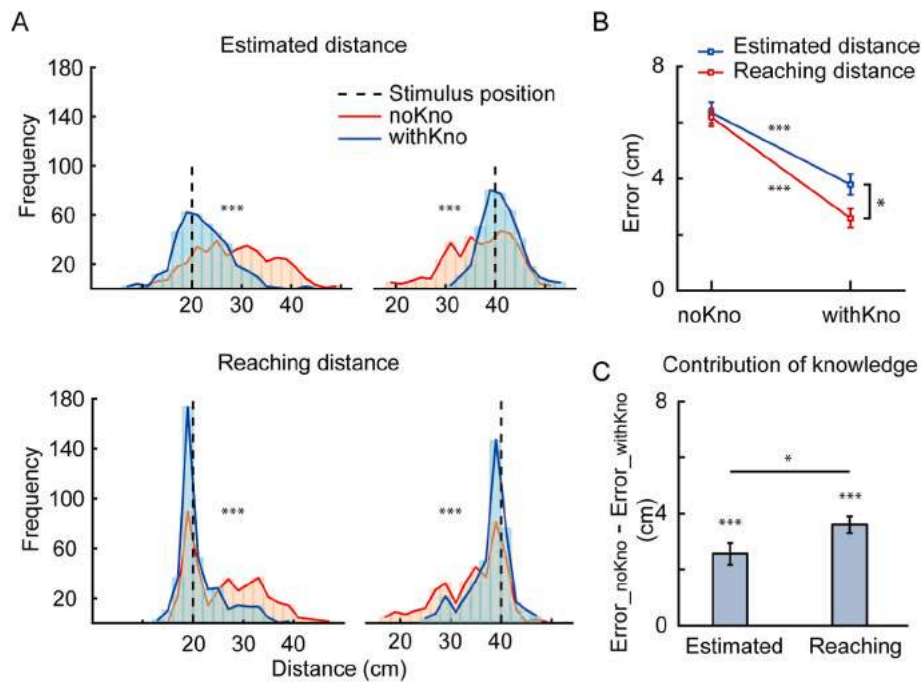 A
Estimated distance
Frequency
180
140
100
60
20
Stimulus position
noKno
withKno
***
***
20
30
40
20
30
40
Reaching distance
Frequency
180
140
100
60
20
***
***
20
30
40
20
30
40
Distance (cm)
B
Estimated distance
Reaching distance
Error (cm)
8
4
0
***
***
*
noKno
withKno
C
Contribution of knowledge
Error_noKno - Error_withKno
(cm)
8
4
0
*
***
***
Estimated
Reaching